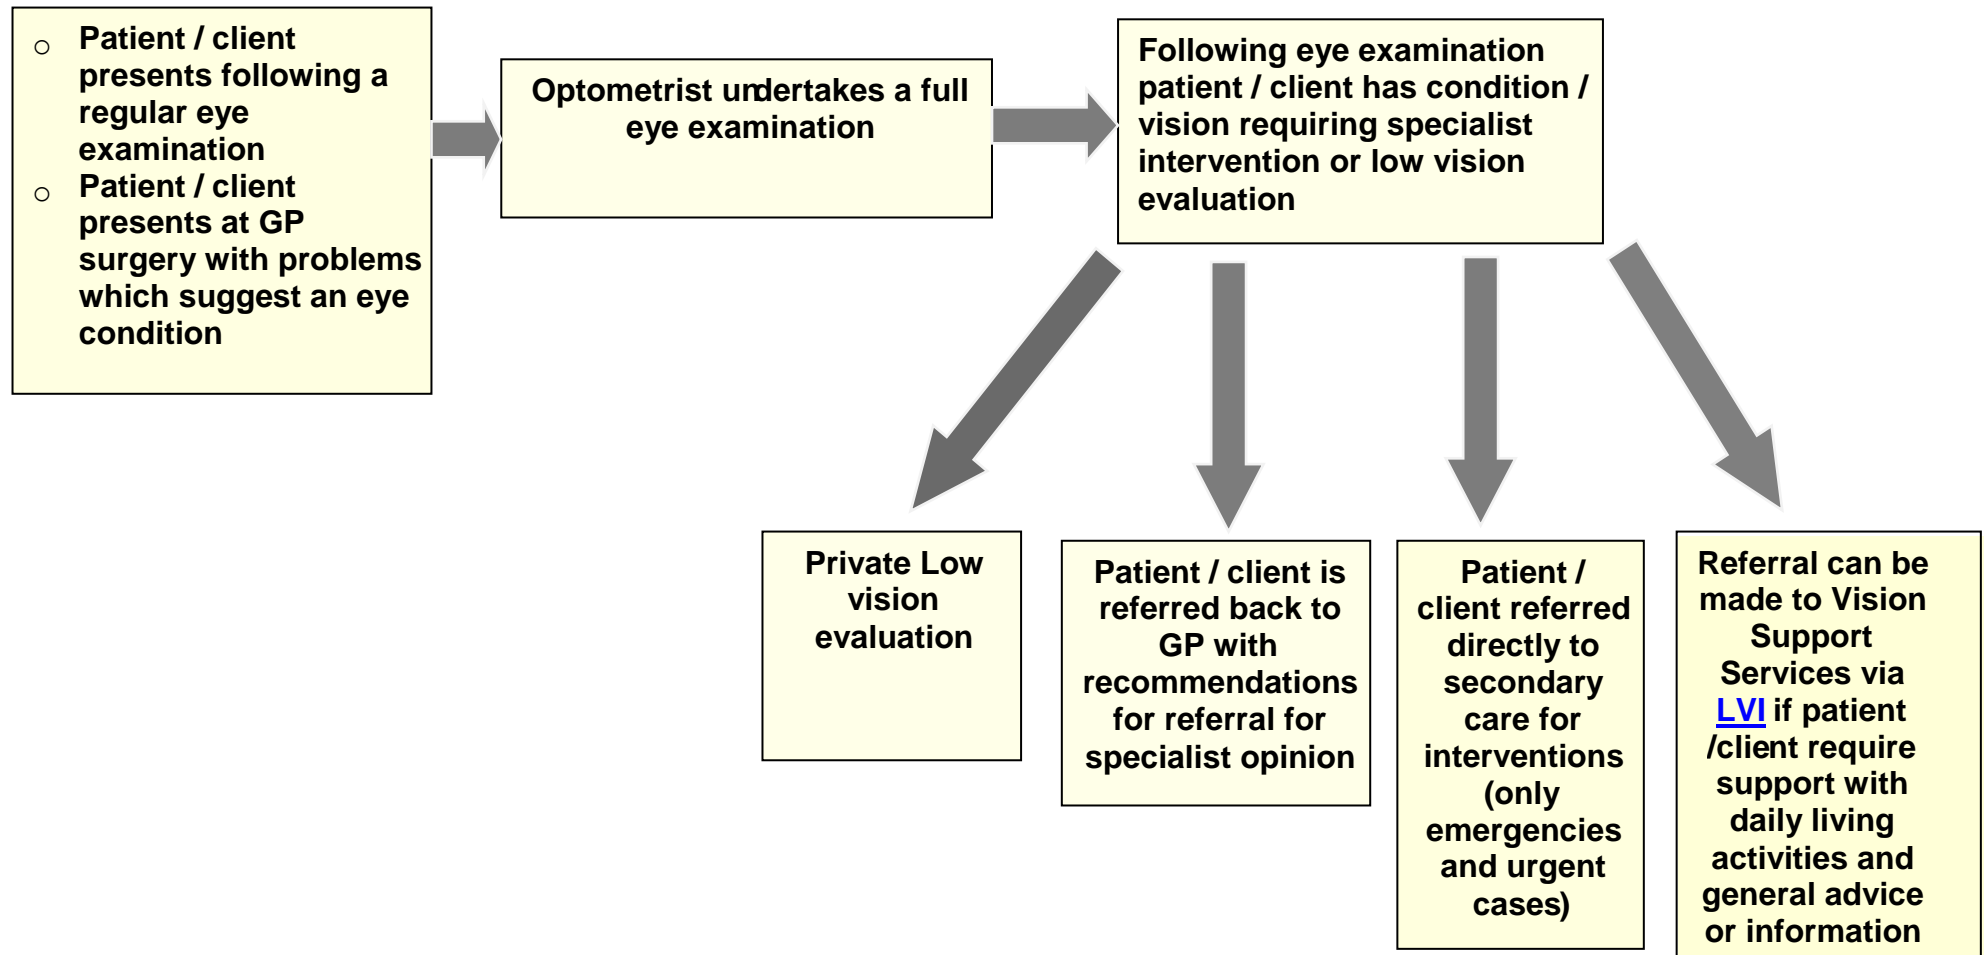 ○ Patient / client
presents following a
regular eye
examination
○ Patient / client
presents at GP
surgery with problems
which suggest an eye
condition
Optometrist undertakes a full
eye examination
Following eye examination
patient / client has condition /
vision requiring specialist
intervention or low vision
evaluation
Private Low
vision
evaluation
Patient / client is
referred back to
GP with
recommendations
for referral for
specialist opinion
Patient /
client referred
directly to
secondary
care for
interventions
(only
emergencies
and urgent
cases)
Referral can be
made to Vision
Support
Services via
LVI if patient
/client require
support with
daily living
activities and
general advice
or information